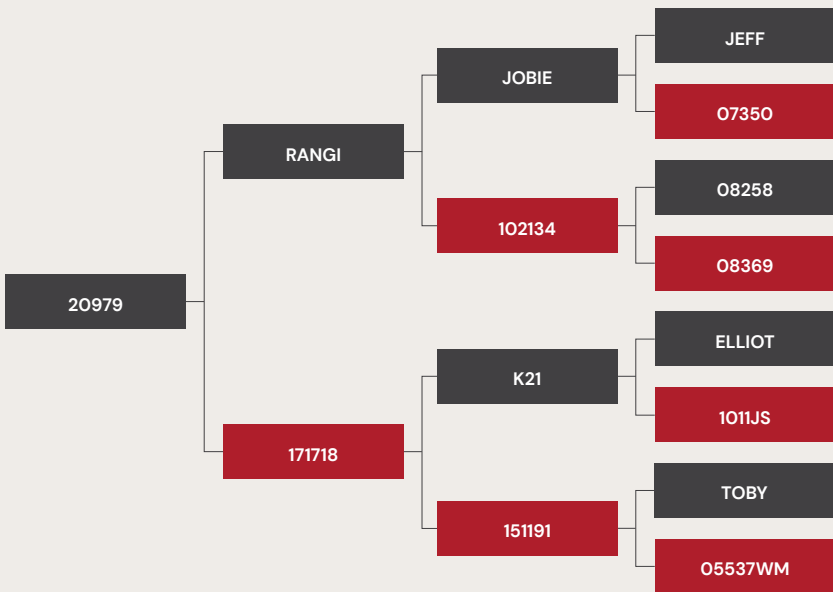 JEFF
JOBIE
07350
RANGI
08258
102134
08369
20979
ELLIOT
K21
1011JS
171718
TOBY
151191
05537WM